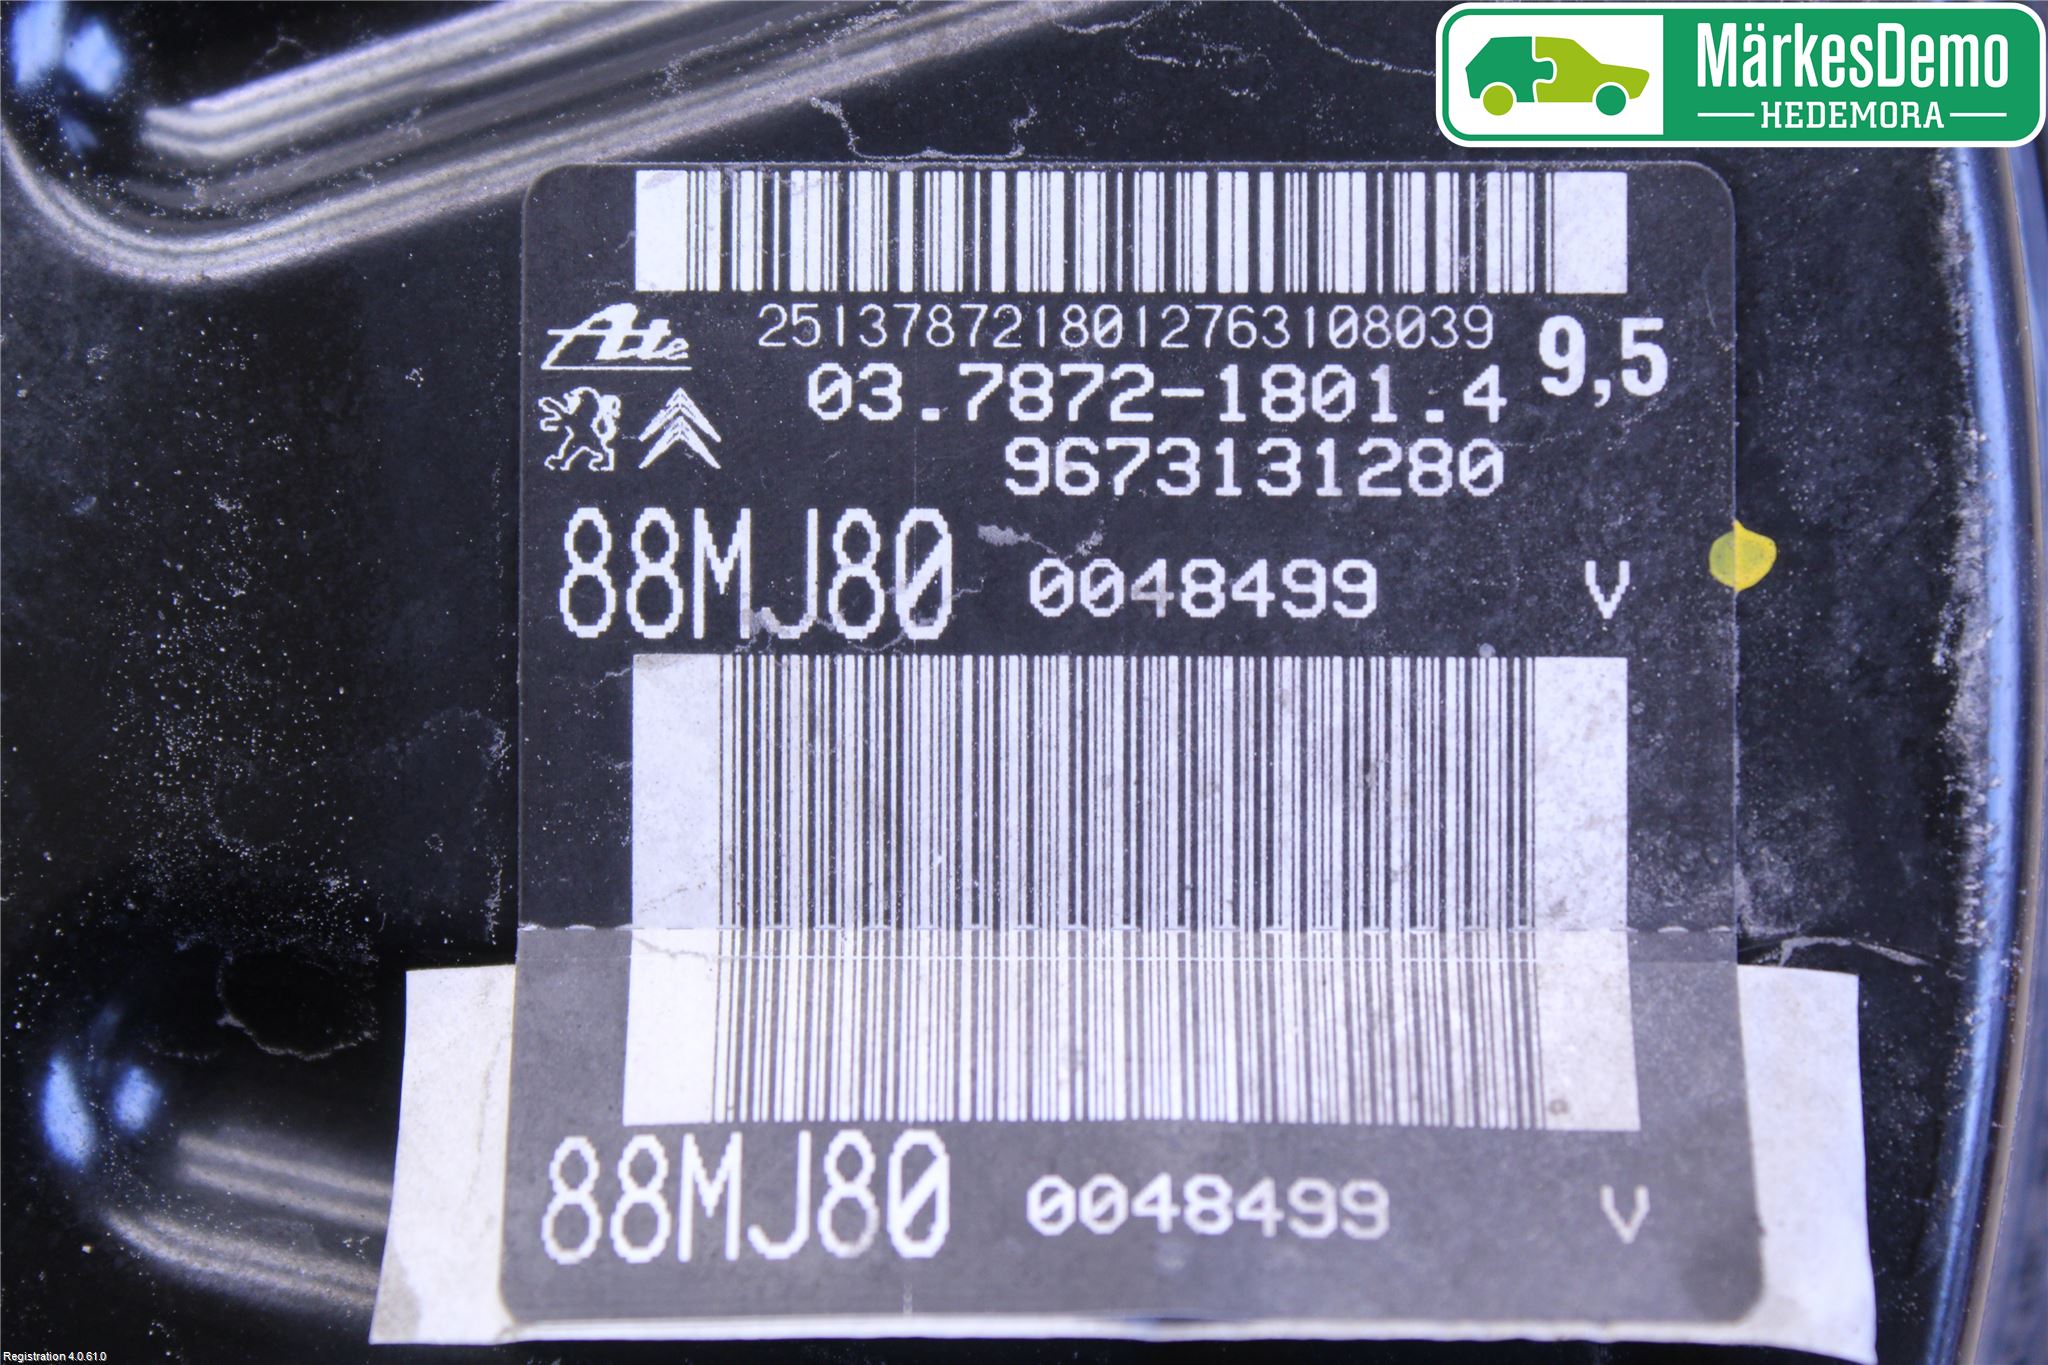 MärkesDemo
HEDEMORA
Ate
2513787218012763108039
9,5
03.7872-1801.4
9673131280
88MJ80 0048499 V
88MJ80 0048499 V
Registration 4.0.61.0